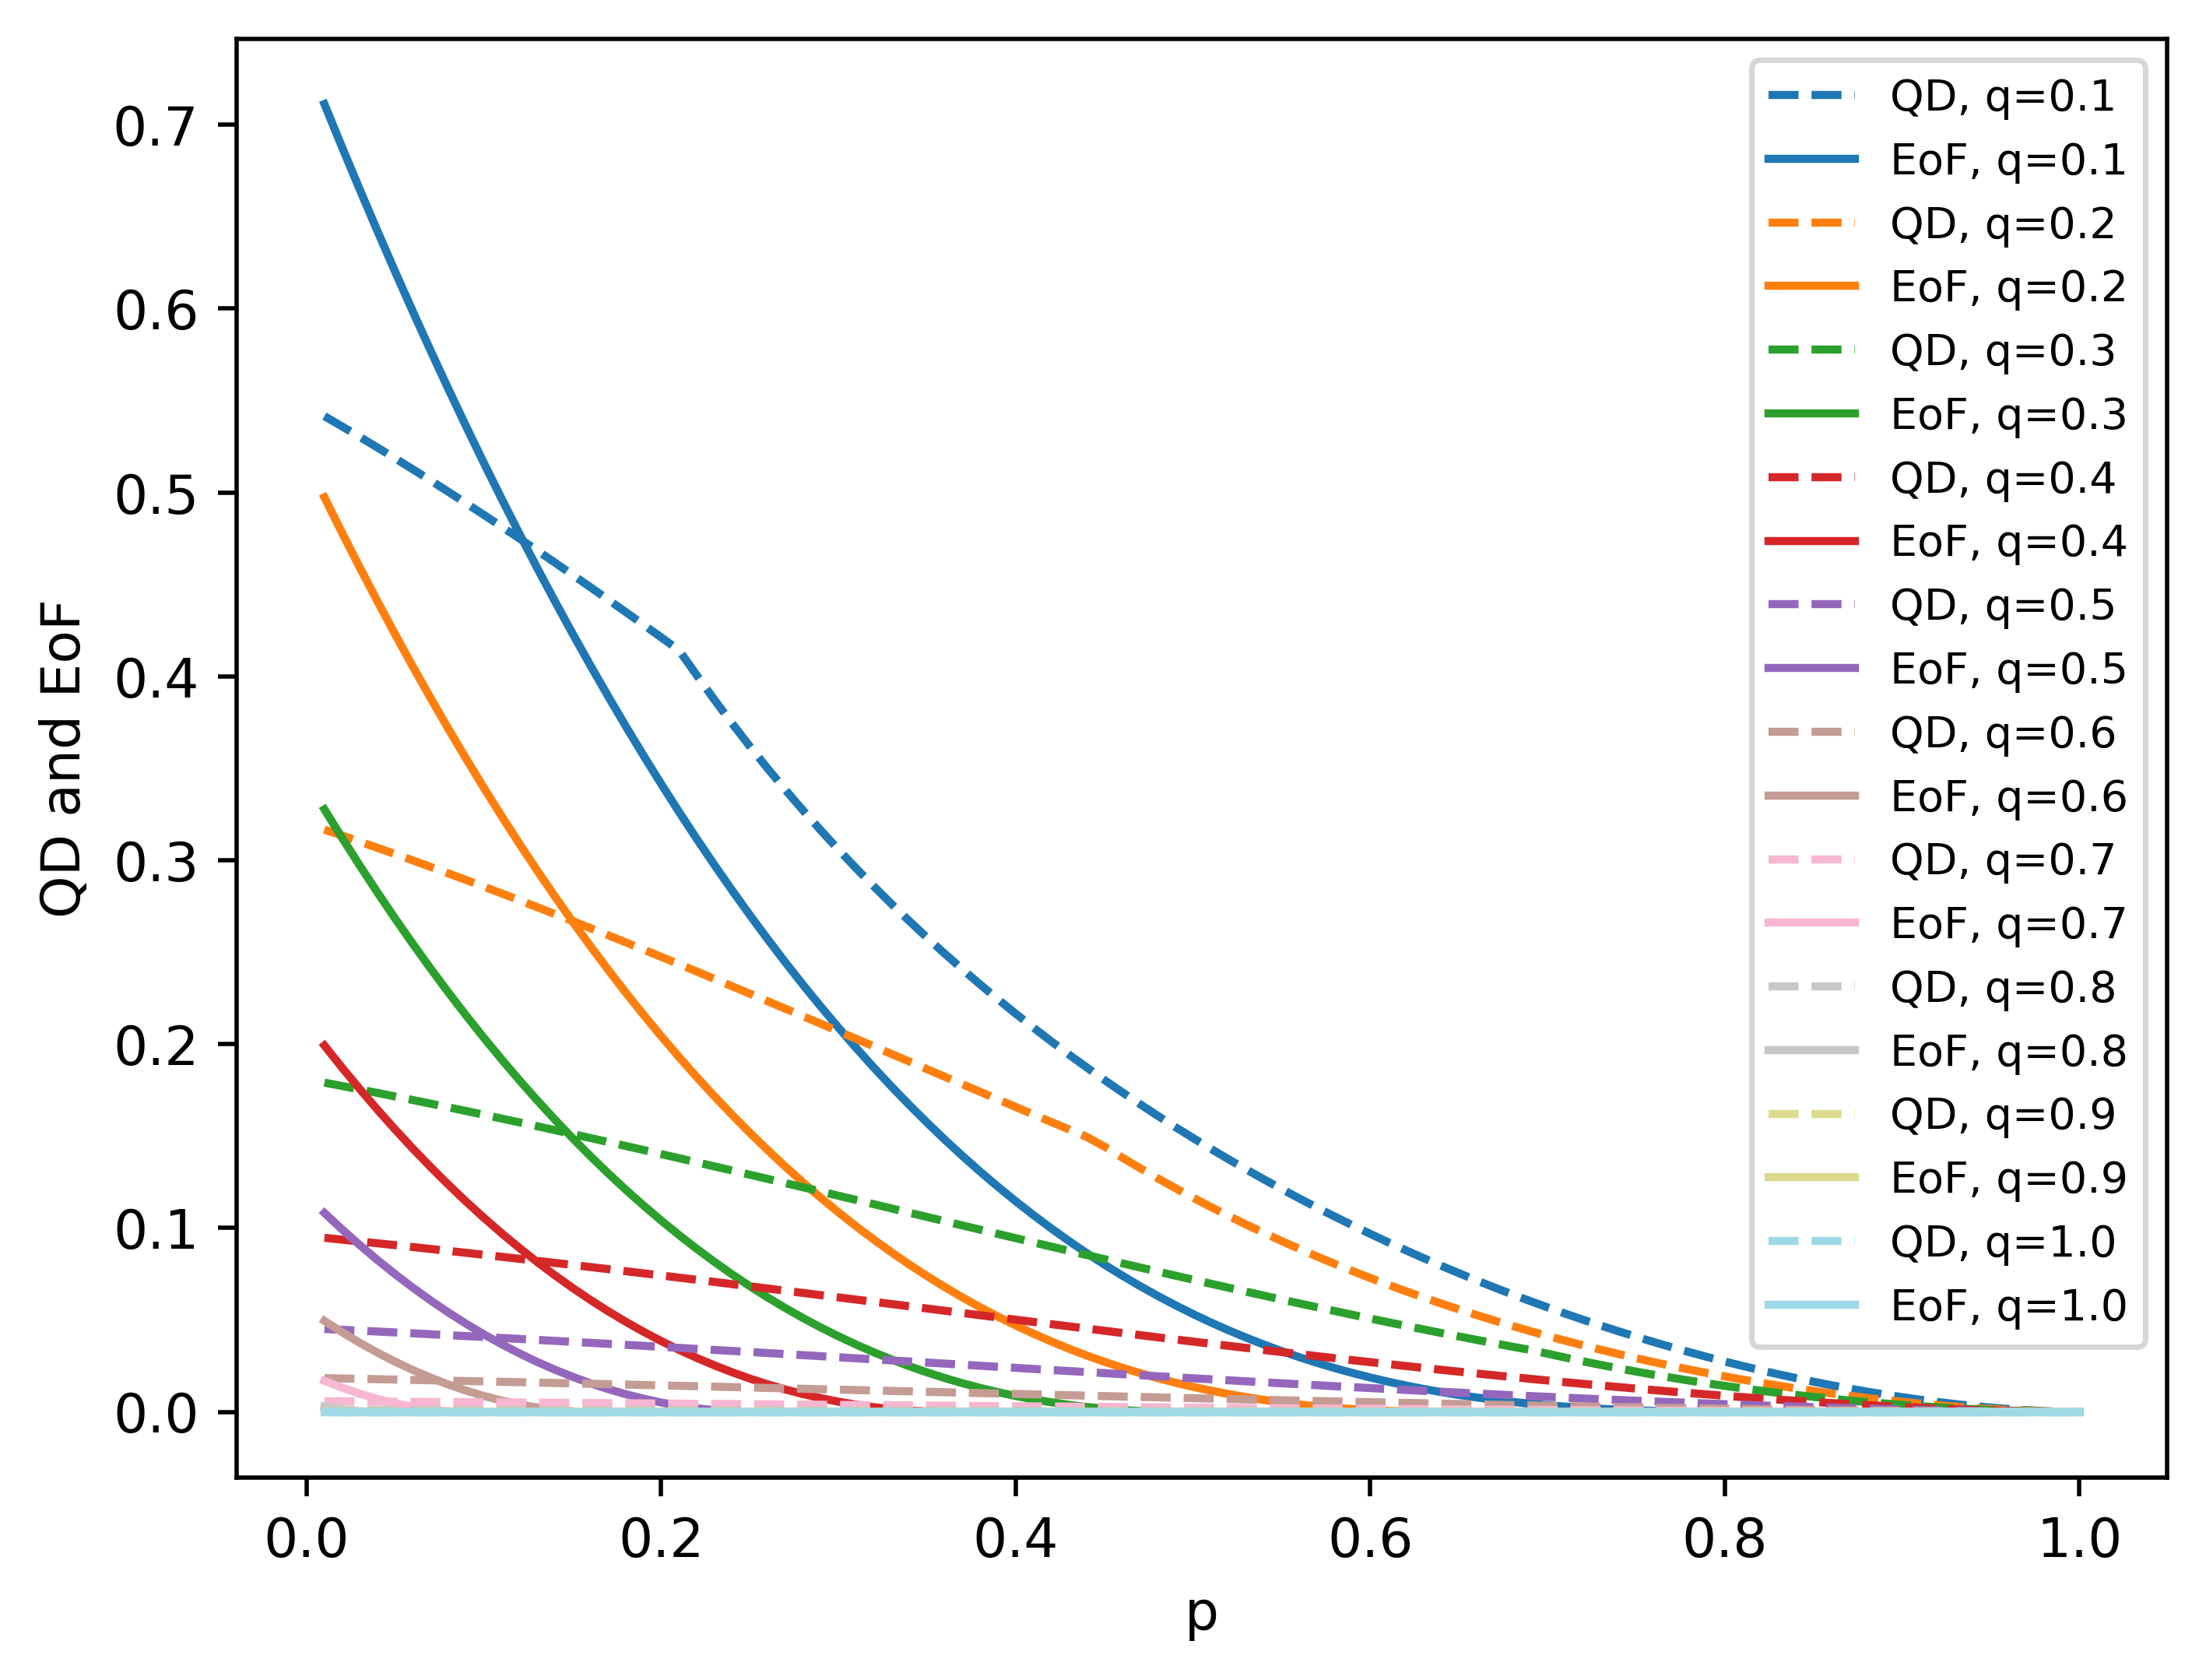 QD and EoF
0.7
0.6
0.5
0.4
0.3
0.2
0.1
0.0
0.0 0.2 0.4 0.6 0.8 1.0
p
QD, q=0.1
EoF, q=0.1
QD, q=0.2
EoF, q=0.2
QD, q=0.3
EoF, q=0.3
QD, q=0.4
EoF, q=0.4
QD, q=0.5
EoF, q=0.5
QD, q=0.6
EoF, q=0.6
QD, q=0.7
EoF, q=0.7
QD, q=0.8
EoF, q=0.8
QD, q=0.9
EoF, q=0.9
QD, q=1.0
EoF, q=1.0